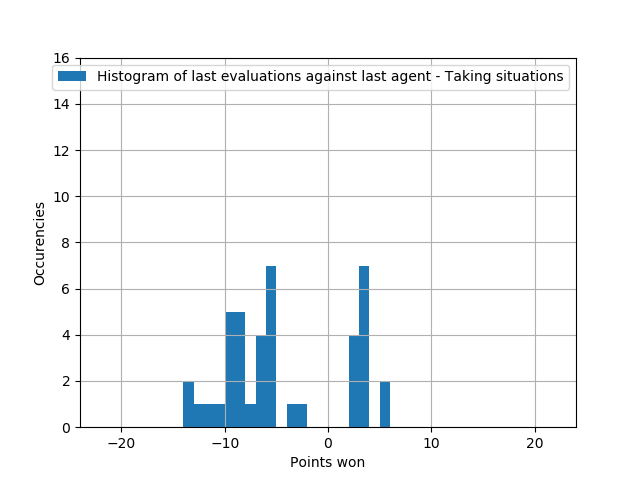 Histogram of last evaluations against last agent - Taking situations
16
14
12
10
8
6
4
2
0
Occurencies
−20 −10 0 10 20
Points won